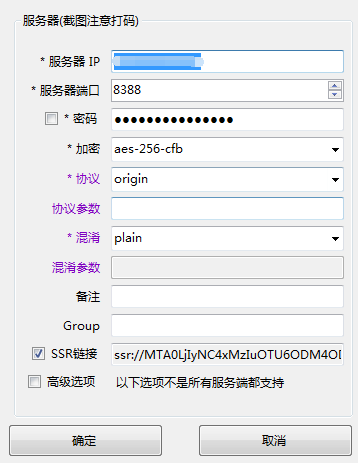 服务器(截图注意打码)
* 服务器 IP
* 服务器端口 8388
* 密码 ●●●●●●●●●●●●●●●
* 加密 aes-256-cfb
* 协议 origin
协议参数
* 混淆 plain
混淆参数
备注
Group
SSR链接 ssr://MTA0LjIyNC4xMzIuOTU6ODM4OD
高级选项 以下选项不是所有服务端都支持
确定 取消